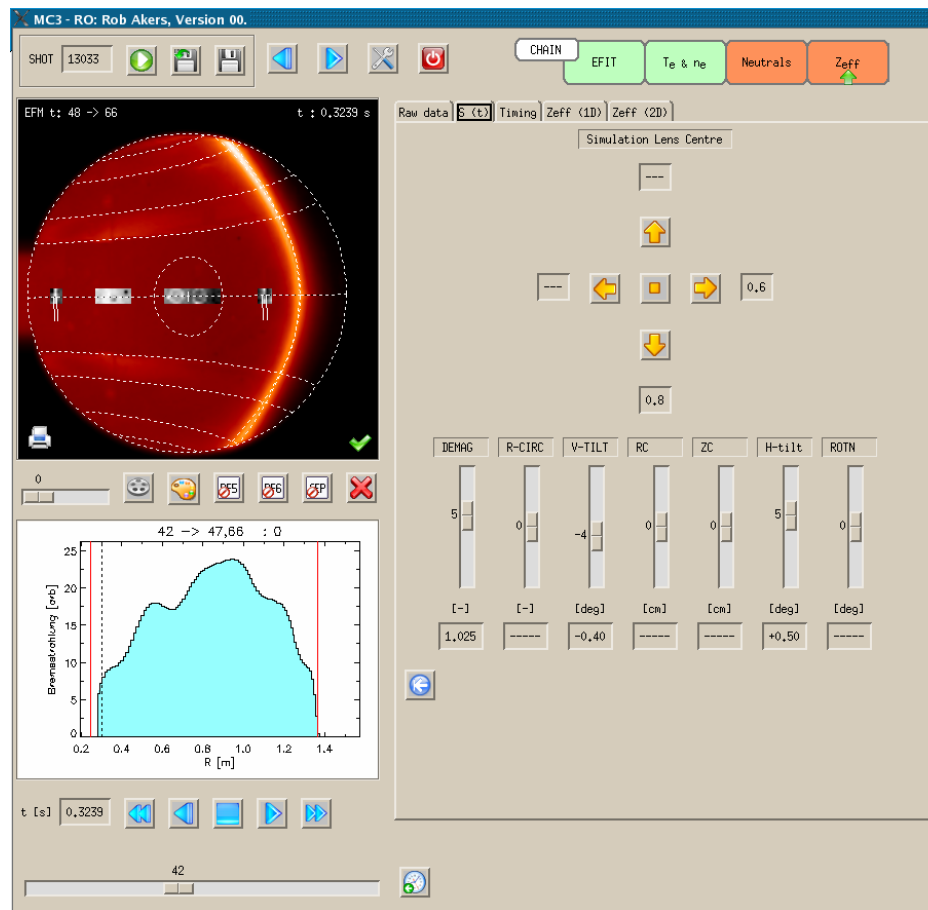 MC3 - RO: Rob Akers, Version 00.
SHOT 13033
CHAIN EFIT Te & ne Neutrals Zeff
EFM t: 48 -> 66 t : 0.3239 s
Raw data S (t) Timing Zeff (1D) Zeff (2D)
Simulation Lens Centre
---
--- 0.6
0.8
DEMAG R-CIRC V-TILT RC ZC H-tilt ROTN
5 0 -4 0 0 5 0
[-] [-] [deg] [cm] [cm] [deg] [deg]
1.025 ----- -0.40 ----- ----- +0.50 -----
0
42 -> 47,66 : 0
Bremsstrahlung [arb]
25
20
15
10
5
0
0.2 0.4 0.6 0.8 1.0 1.2 1.4
R [m]
t [s] 0.3239
42